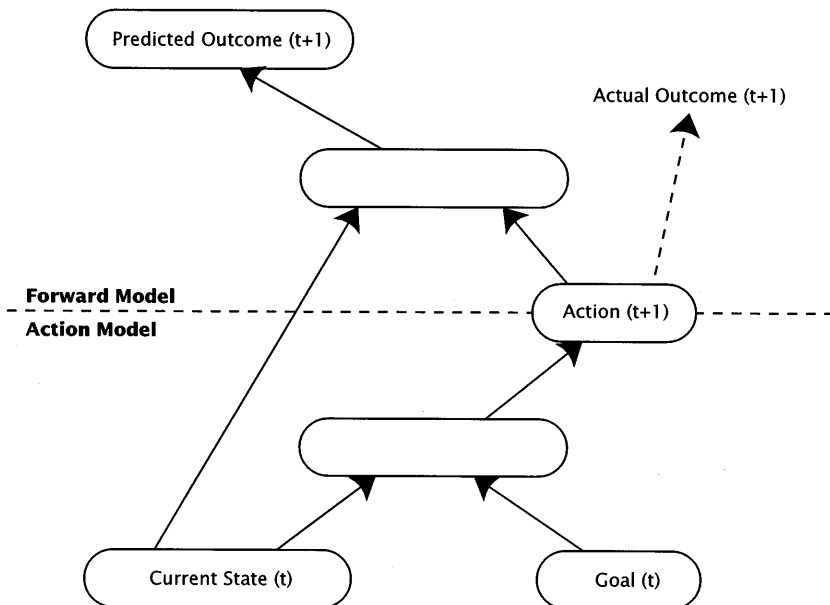 Predicted Outcome (t+1)
Actual Outcome (t+1)
Forward Model
Action (t+1)
Action Model
Current State (t)
Goal (t)